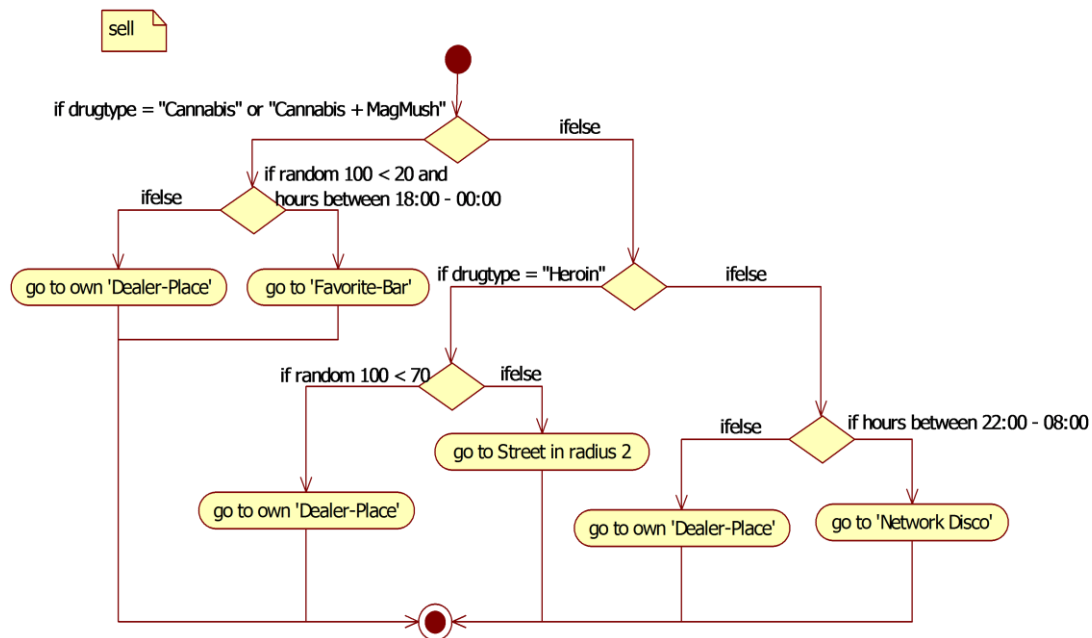 sell
if drugtype = "Cannabis" or "Cannabis + MagMush"
ifelse
if random 100 < 20 and
hours between 18:00 - 00:00
ifelse
go to own 'Dealer-Place'
go to 'Favorite-Bar'
if drugtype = "Heroin"
ifelse
if random 100 < 70
ifelse
go to Street in radius 2
go to own 'Dealer-Place'
ifelse
if hours between 22:00 - 08:00
go to own 'Dealer-Place'
go to 'Network Disco'